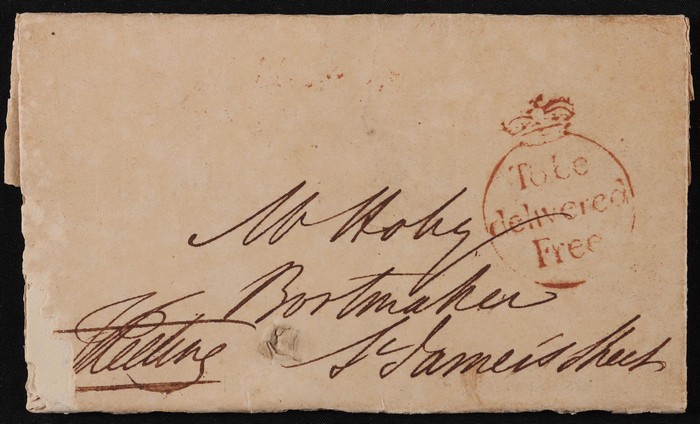 To be
delivered
Free
Mr Hoby
Bootmaker
St James's Street